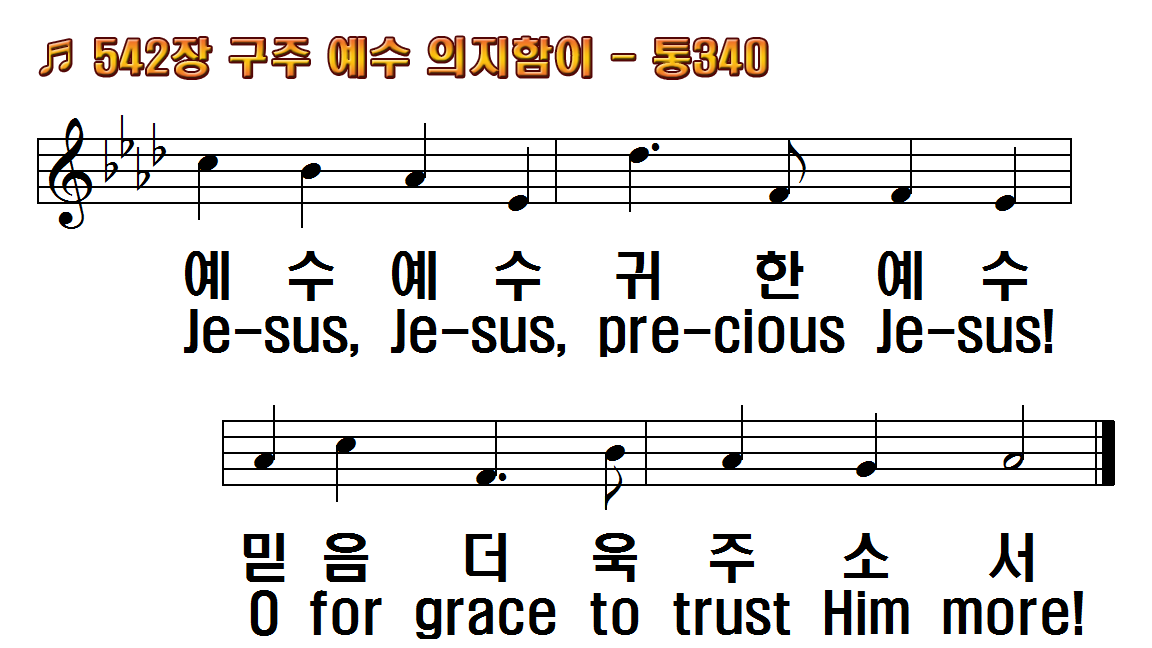 ♬ 542장 구주 예수 의지함이 - 통340
예 수 예 수 귀 한 예 수
Je-sus, Je-sus, pre-cious Je-sus!
믿 음 더 욱 주 소 서
O for grace to trust Him more!